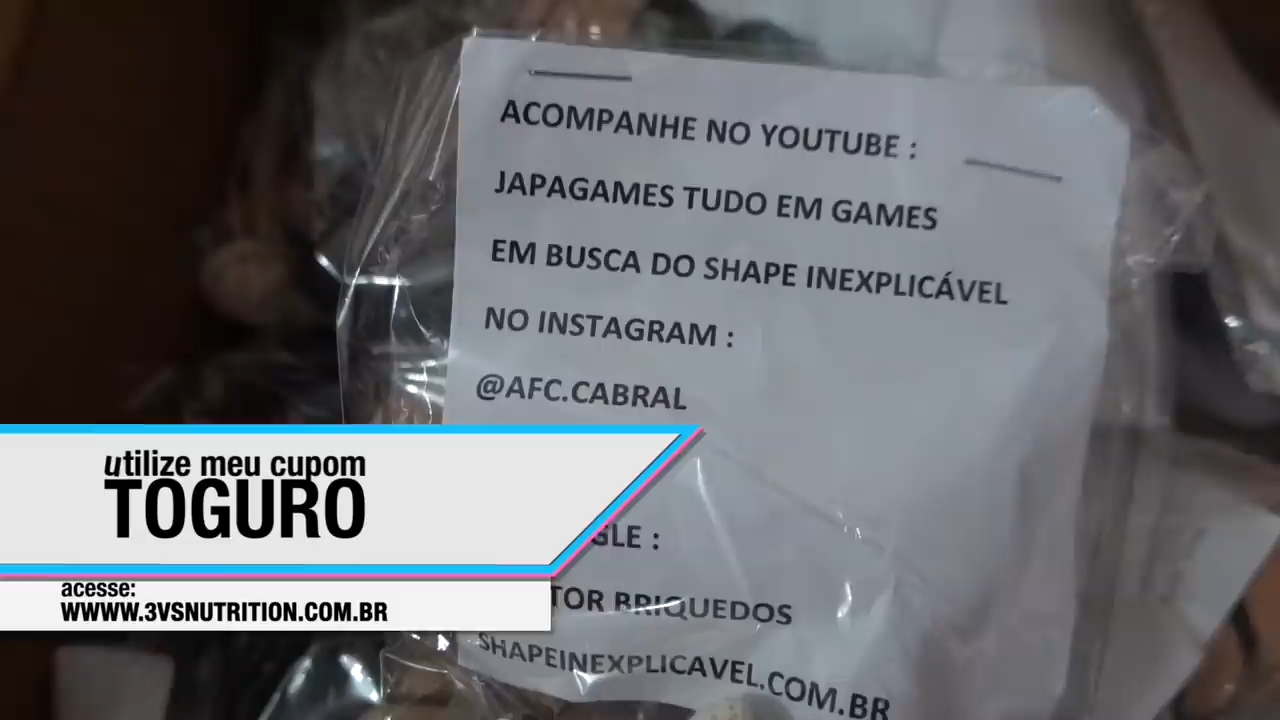 ACOMPANHE NO YOUTUBE :
JAPAGAMES TUDO EM GAMES
EM BUSCA DO SHAPE INEXPLICÁVEL
NO INSTAGRAM :
@AFC.CABRAL
GLE :
TOR BRIQUEDOS
SHAPEINEXPLICAVEL.COM.BR
utilize meu cupom
TOGURO
acesse:
WWW.3VSNUTRITION.COM.BR